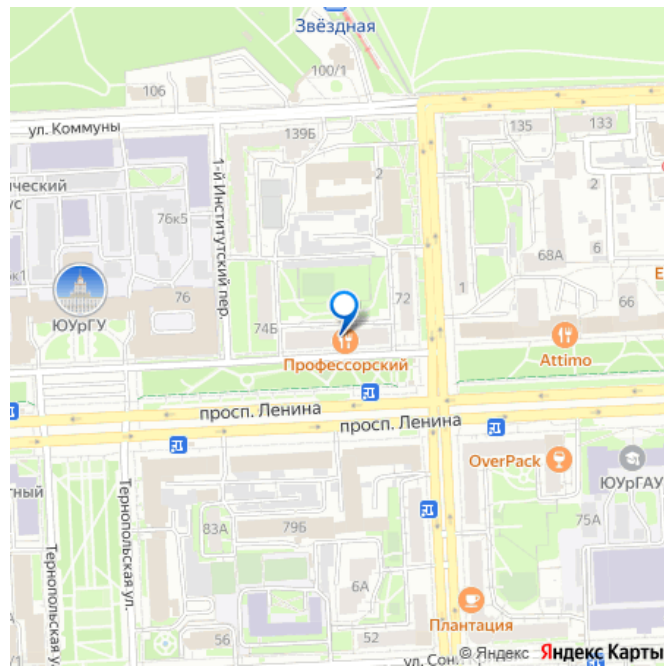 Звёздная
100/1
106
ул. Коммуны
139Б
135
133
1-й Институтский пер.
2
2
76к5
68А
6
76
72
1
66
ЮУрГУ
74Б
Профессорский
Attimo
просп. Ленина
просп. Ленина
OverPack
ЮУрГАУ
Тернопольская ул.
83А
79Б
75А
6А
Плантация
56
52
© Яндекс Яндекс Карты